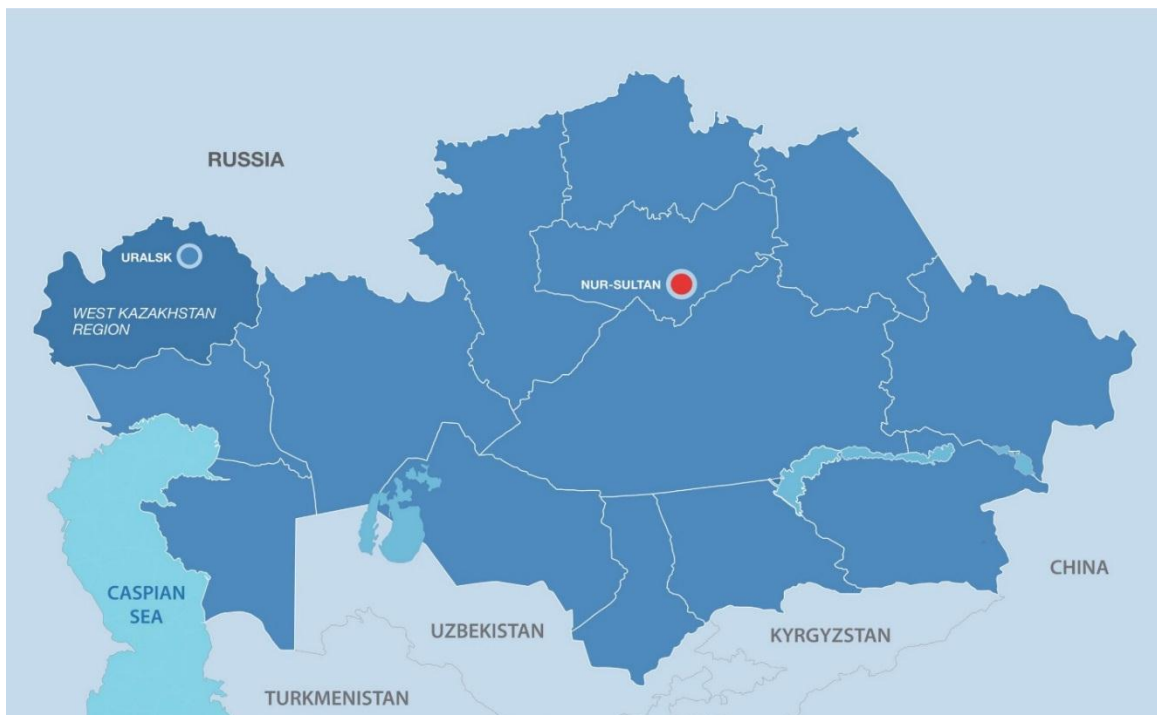 RUSSIA
URALSK
NUR-SULTAN
WEST KAZAKHSTAN
REGION
CHINA
CASPIAN
SEA
UZBEKISTAN
KYRGYZSTAN
TURKMENISTAN